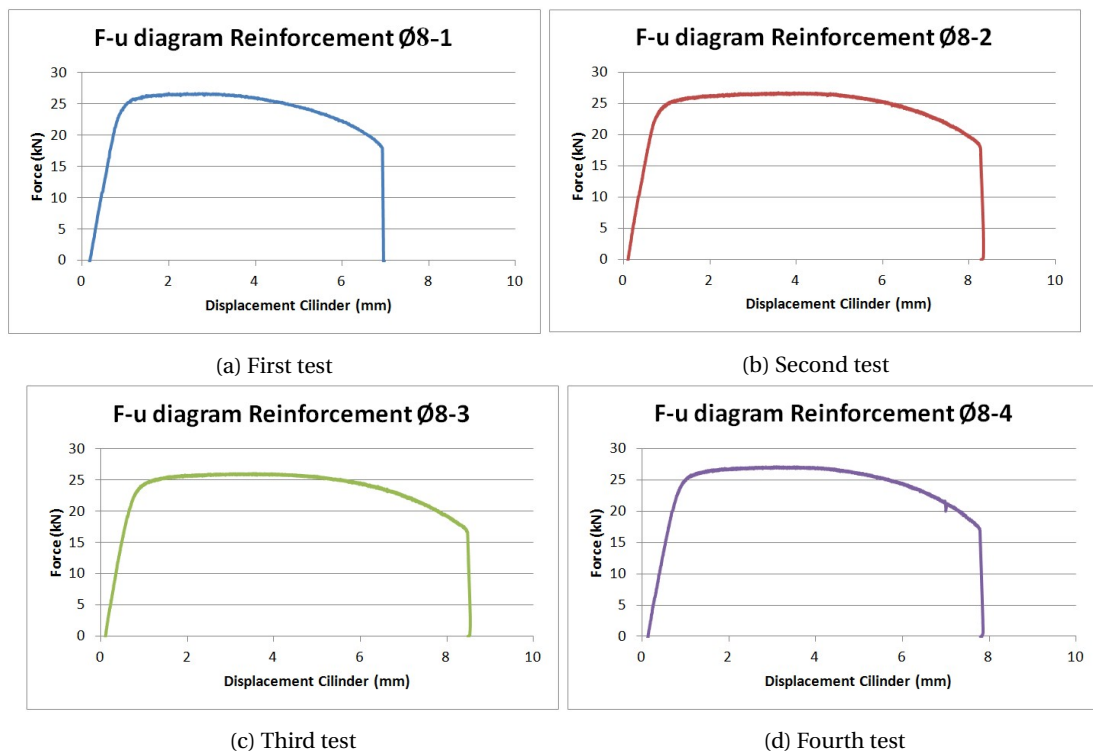 F-u diagram Reinforcement Ø8-1
30
25
20
15
10
5
0
Force (kN)
0 2 4 6 8 10
Displacement Cilinder (mm)
(a) First test
F-u diagram Reinforcement Ø8-2
30
25
20
15
10
5
0
Force (kN)
0 2 4 6 8 10
Displacement Cilinder (mm)
(b) Second test
F-u diagram Reinforcement Ø8-3
30
25
20
15
10
5
0
Force (kN)
0 2 4 6 8 10
Displacement Cilinder (mm)
(c) Third test
F-u diagram Reinforcement Ø8-4
30
25
20
15
10
5
0
Force (kN)
0 2 4 6 8 10
Displacement Cilinder (mm)
(d) Fourth test